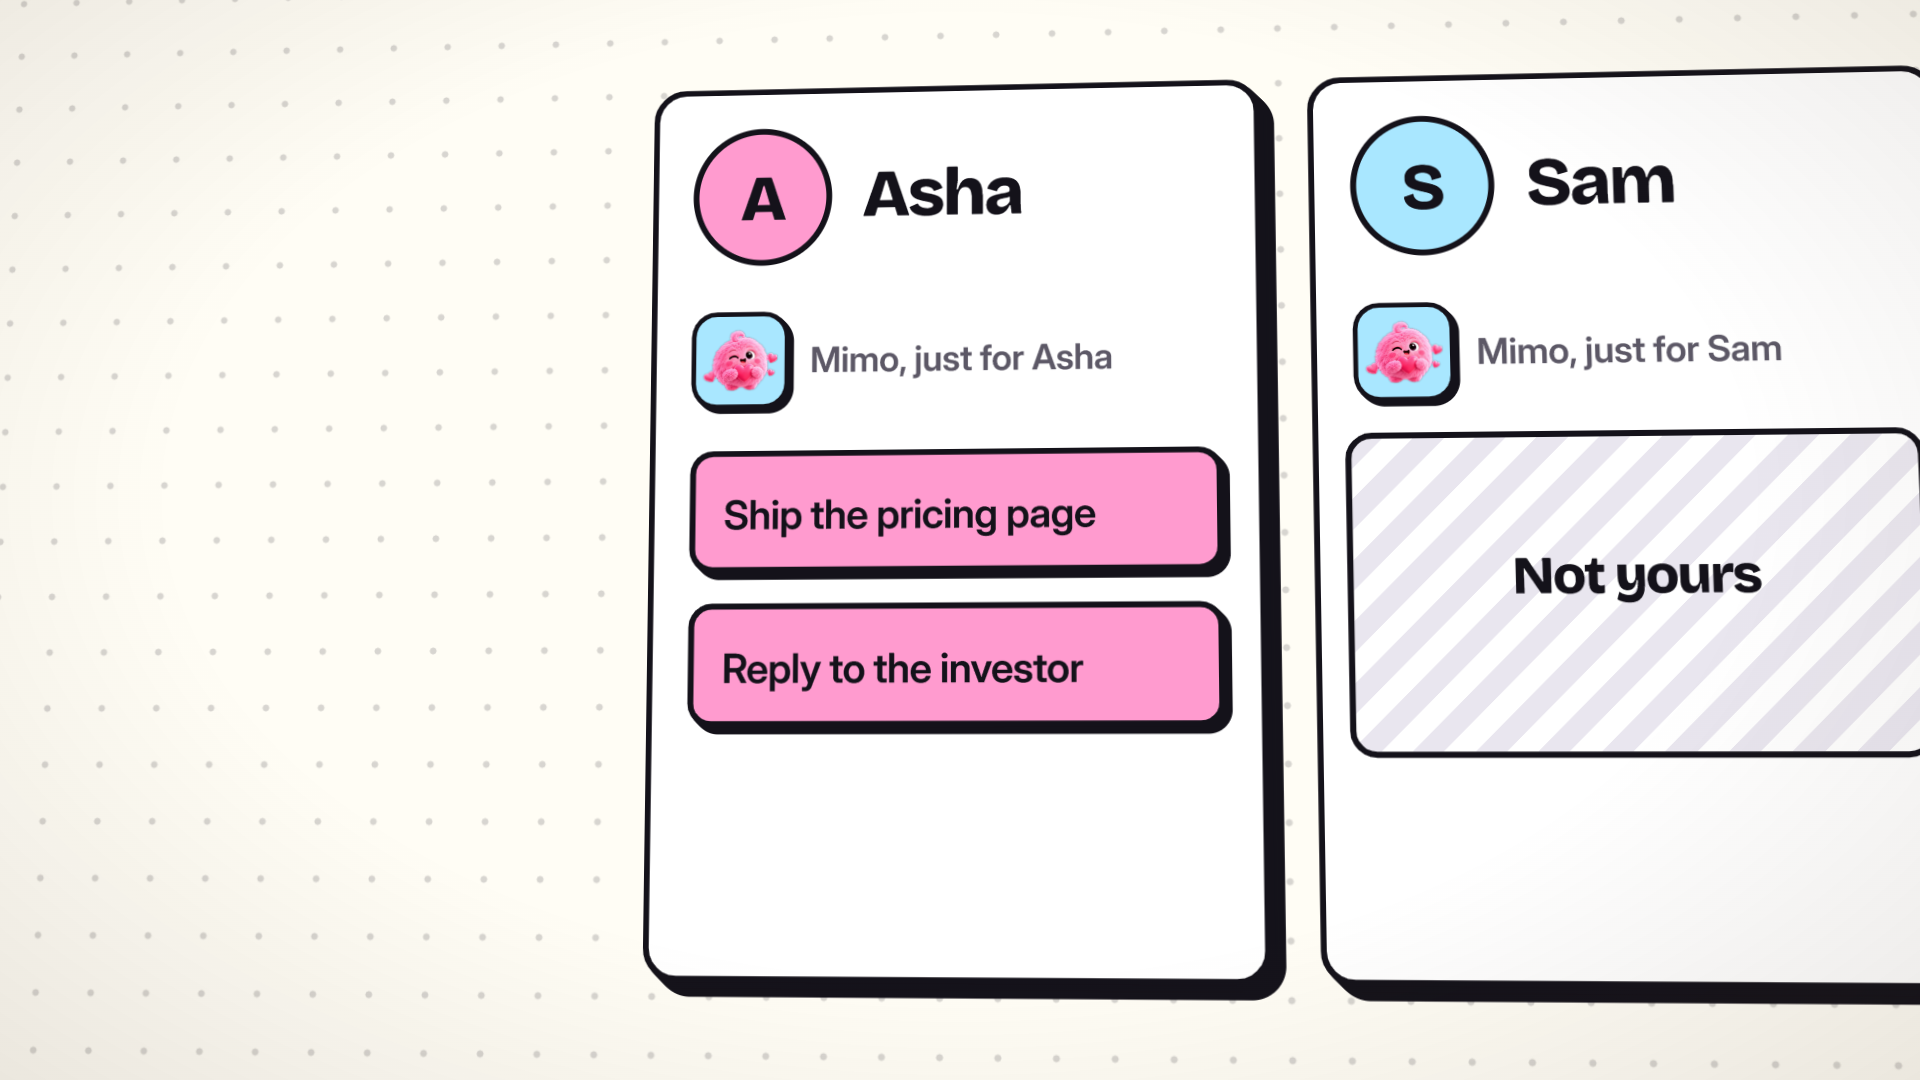 A
Asha
Mimo, just for Asha
Ship the pricing page
Reply to the investor
S
Sam
Mimo, just for Sam
Not yours